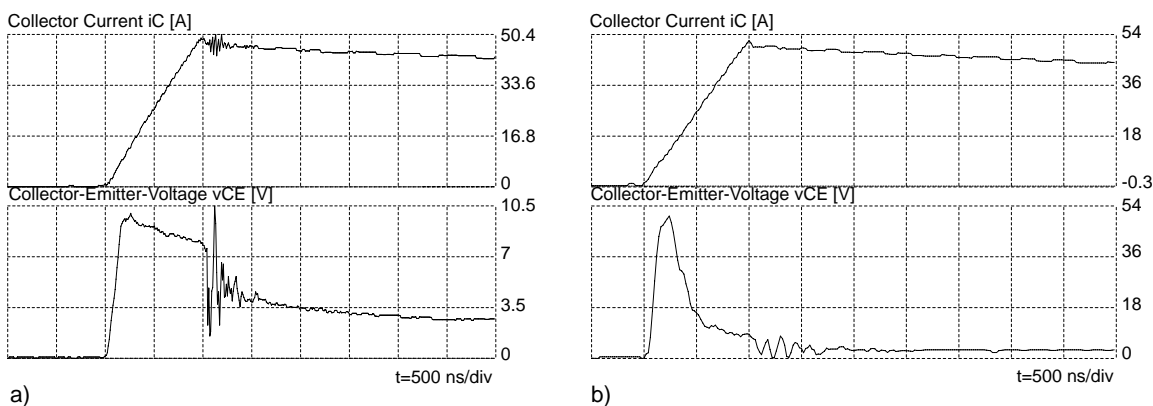 Collector Current iC [A]
50.4
33.6
16.8
0
Collector-Emitter-Voltage vCE [V]
10.5
7
3.5
0
t=500 ns/div
a)
Collector Current iC [A]
54
36
18
-0.3
Collector-Emitter-Voltage vCE [V]
54
36
18
0
t=500 ns/div
b)